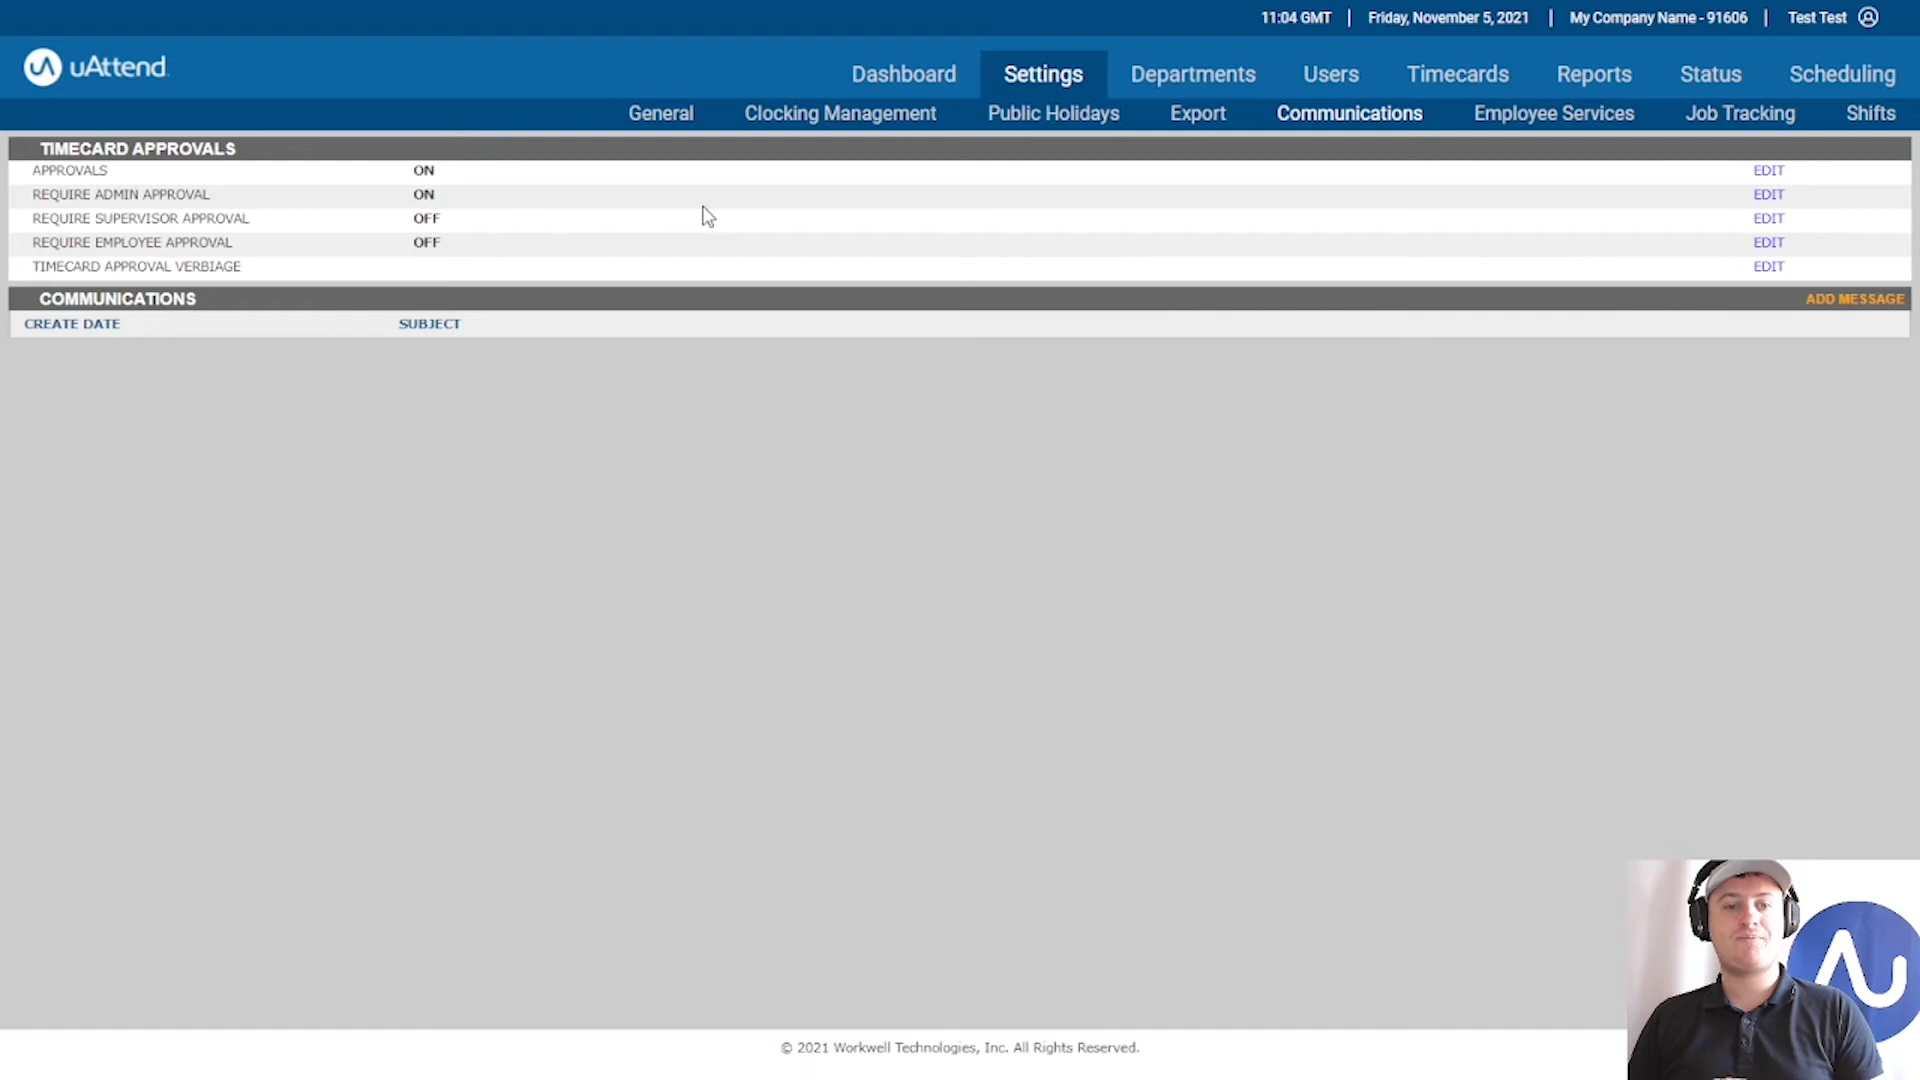 11:04 GMT | Friday, November 5, 2021 | My Company Name - 91606 | Test Test
uAttend
Dashboard Settings Departments Users Timecards Reports Status Scheduling
General Clocking Management Public Holidays Export Communications Employee Services Job Tracking Shifts
TIMECARD APPROVALS
APPROVALS ON EDIT
REQUIRE ADMIN APPROVAL ON EDIT
REQUIRE SUPERVISOR APPROVAL OFF EDIT
REQUIRE EMPLOYEE APPROVAL OFF EDIT
TIMECARD APPROVAL VERBIAGE EDIT
COMMUNICATIONS ADD MESSAGE
CREATE DATE SUBJECT
© 2021 Workwell Technologies, Inc. All Rights Reserved.